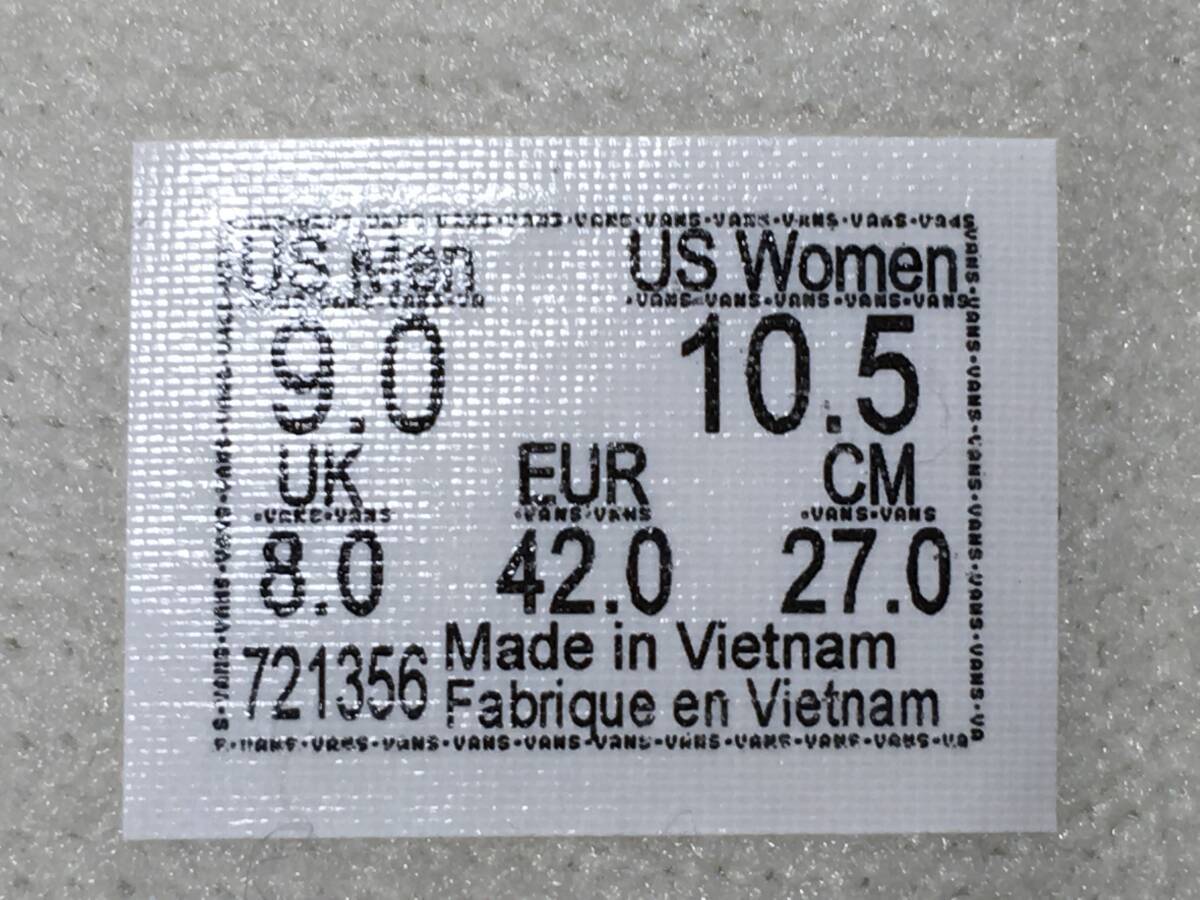 US Men US Women
9.0 10.5
UK EUR CM
8.0 42.0 27.0
721356 Made in Vietnam
Fabrique en Vietnam